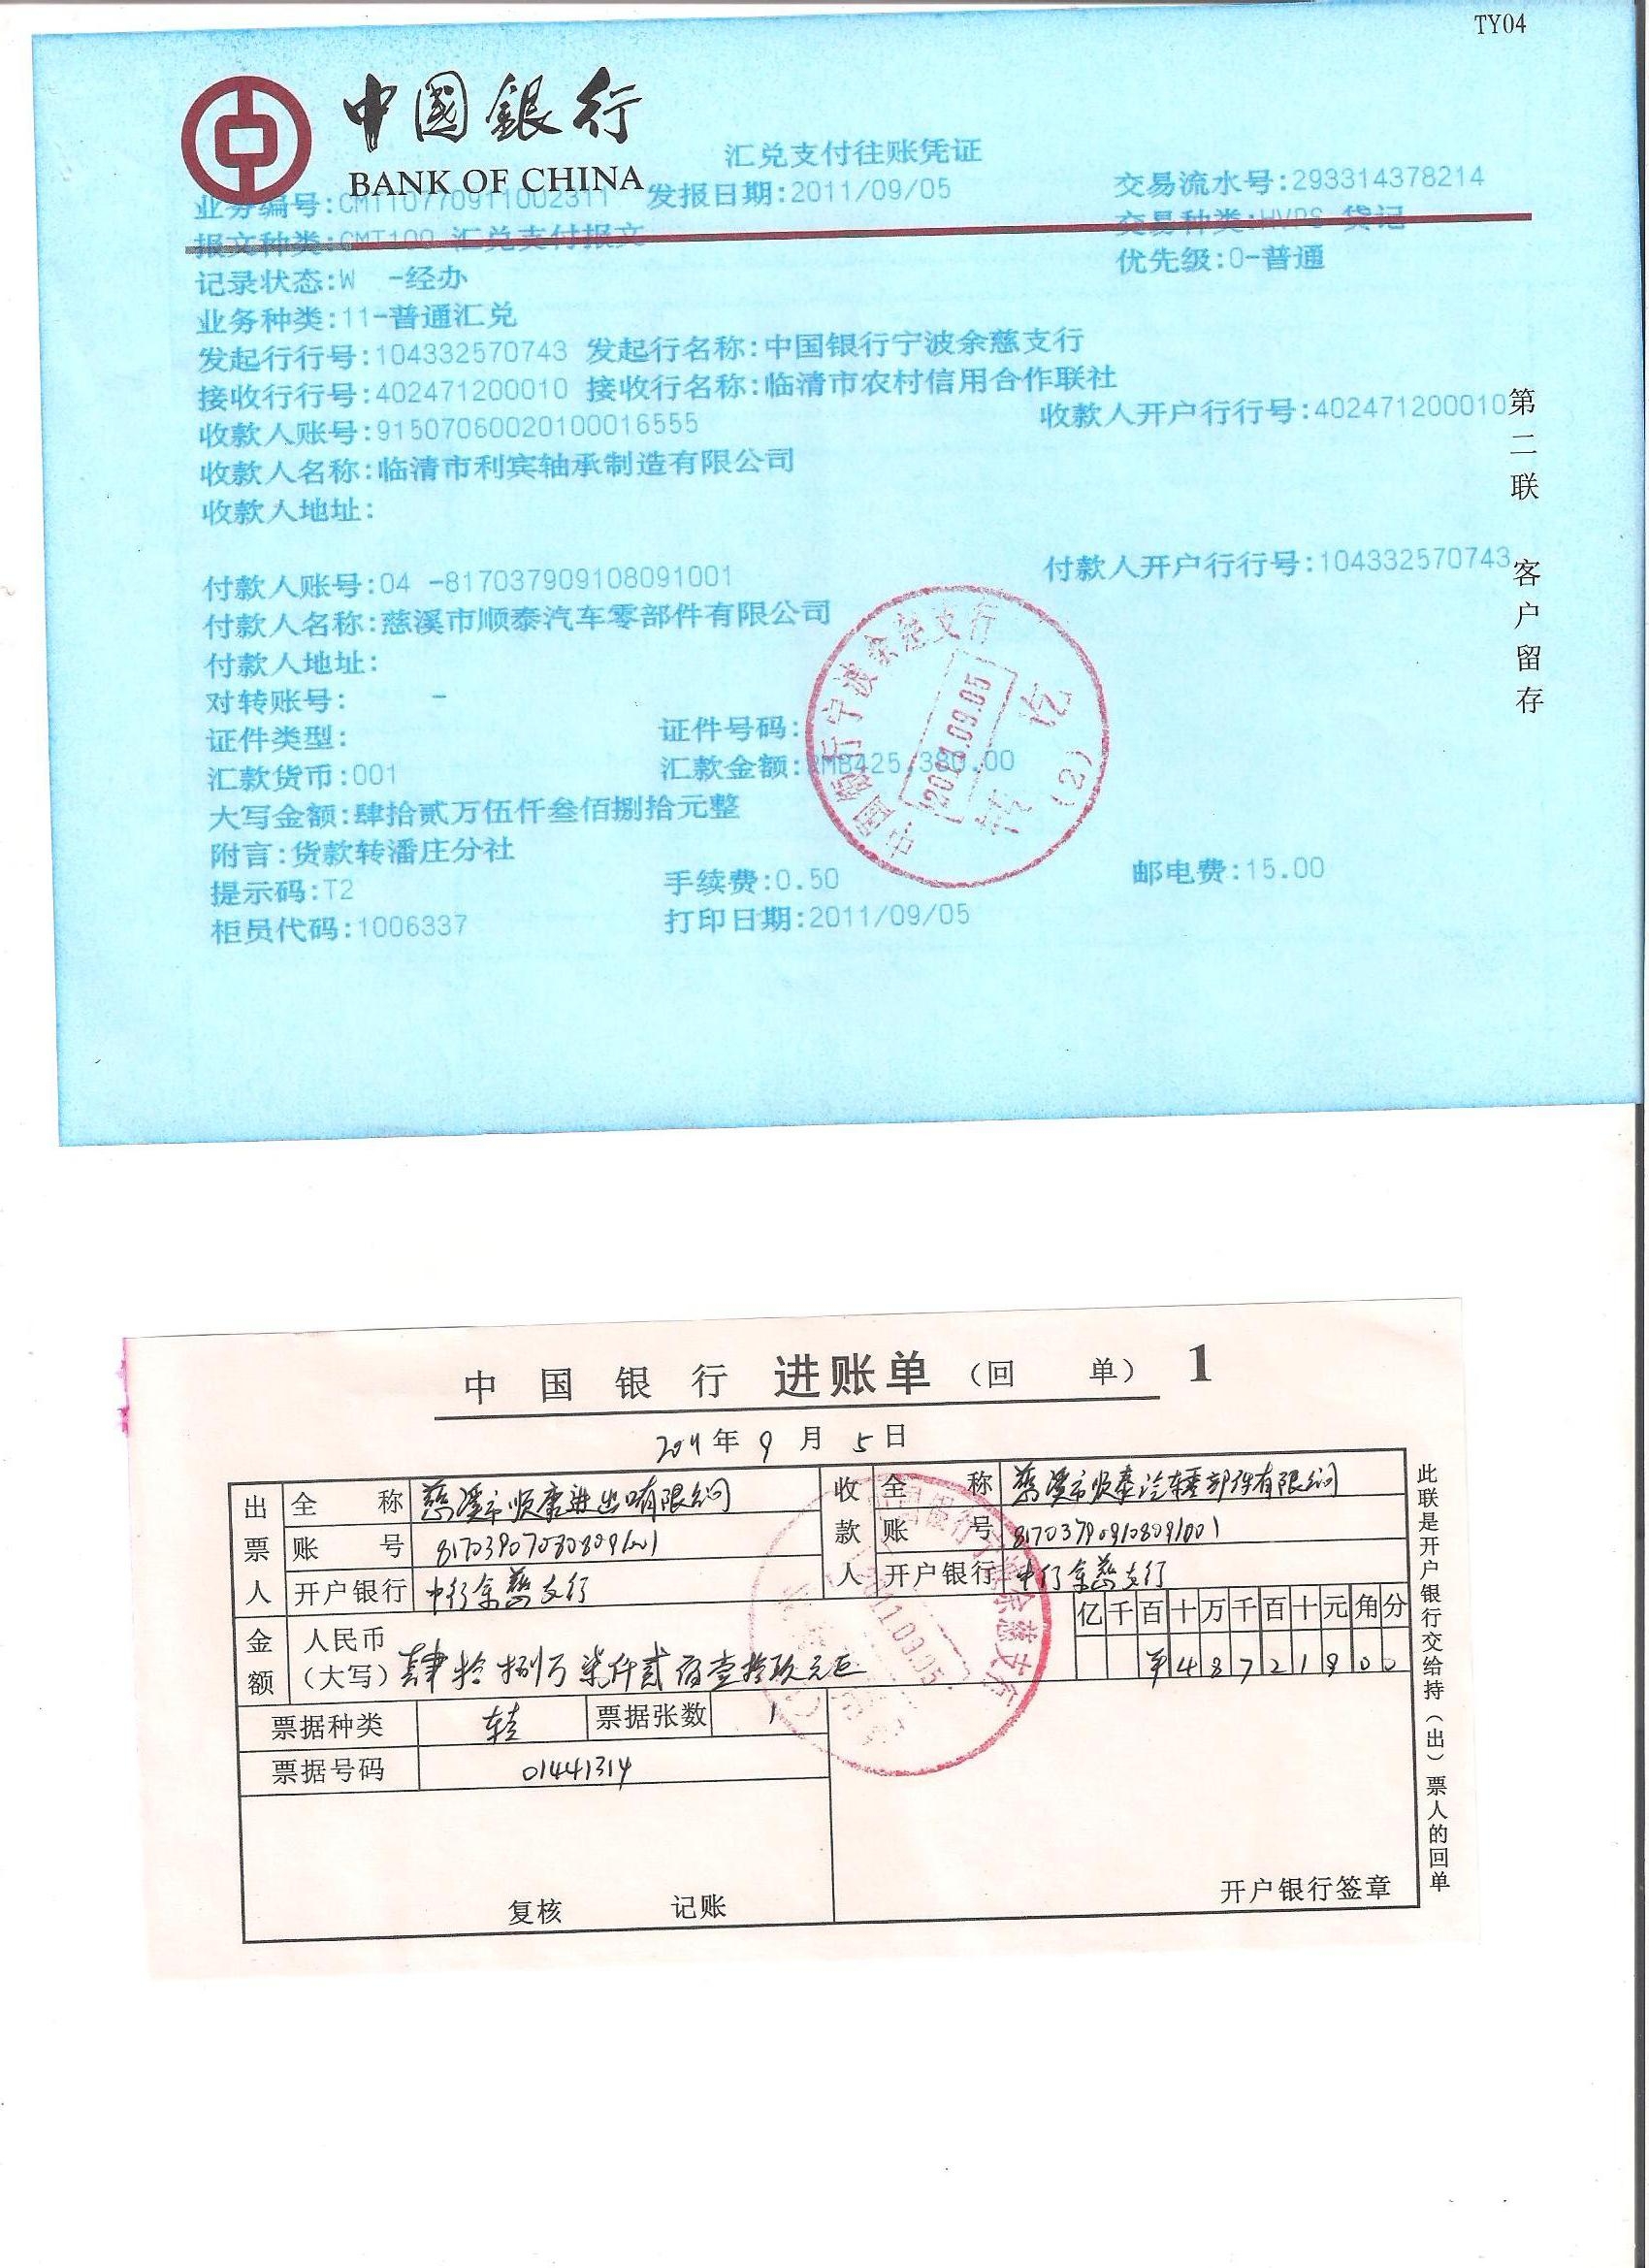 TY04
中國銀行
BANK OF CHINA
汇兑支付往账凭证
业务编号:CMT110770911002311 发报日期:2011/09/05 交易流水号:293314378214
报文种类:CMT100 汇兑支付报文 交易种类:HVPS 贷记
记录状态:W -经办 优先级:0-普通
业务种类:11-普通汇兑
发起行行号:104332570743 发起行名称:中国银行宁波余慈支行
接收行行号:402471200010 接收行名称:临清市农村信用合作联社
收款人账号:91507060020100016555 收款人开户行行号:402471200010
收款人名称:临清市利宾轴承制造有限公司
收款人地址:
付款人账号:04 -817037909108091001 付款人开户行行号:104332570743
付款人名称:慈溪市顺泰汽车零部件有限公司
付款人地址:
对转账号: -
证件类型: 证件号码:
汇款货币:001 汇款金额:RMB425,380.00
大写金额:肆拾贰万伍仟叁佰捌拾元整
附言:货款转潘庄分社
提示码:T2 手续费:0.50 邮电费:15.00
柜员代码:1006337 打印日期:2011/09/05
第二联 客户留存
中国银行宁波余慈支行
2011.09.05
(2)
中国银行 进账单 (回 单) 1
2011年9月5日
出票人 全称 慈溪市顺唐进出口有限公司 收款人 全称 慈溪市顺泰汽车零部件有限公司
账号 817039070808091001 账号 817037909108091001
开户银行 中行余慈支行 开户银行 中行余慈支行
金额 人民币(大写) 肆拾捌万柒仟贰佰壹拾玖元正
亿千百十万千百十元角分
¥48721900
票据种类 转支 票据张数 1
票据号码 01441314
复核 记账 开户银行签章
此联是开户银行交给持(出)票人的回单